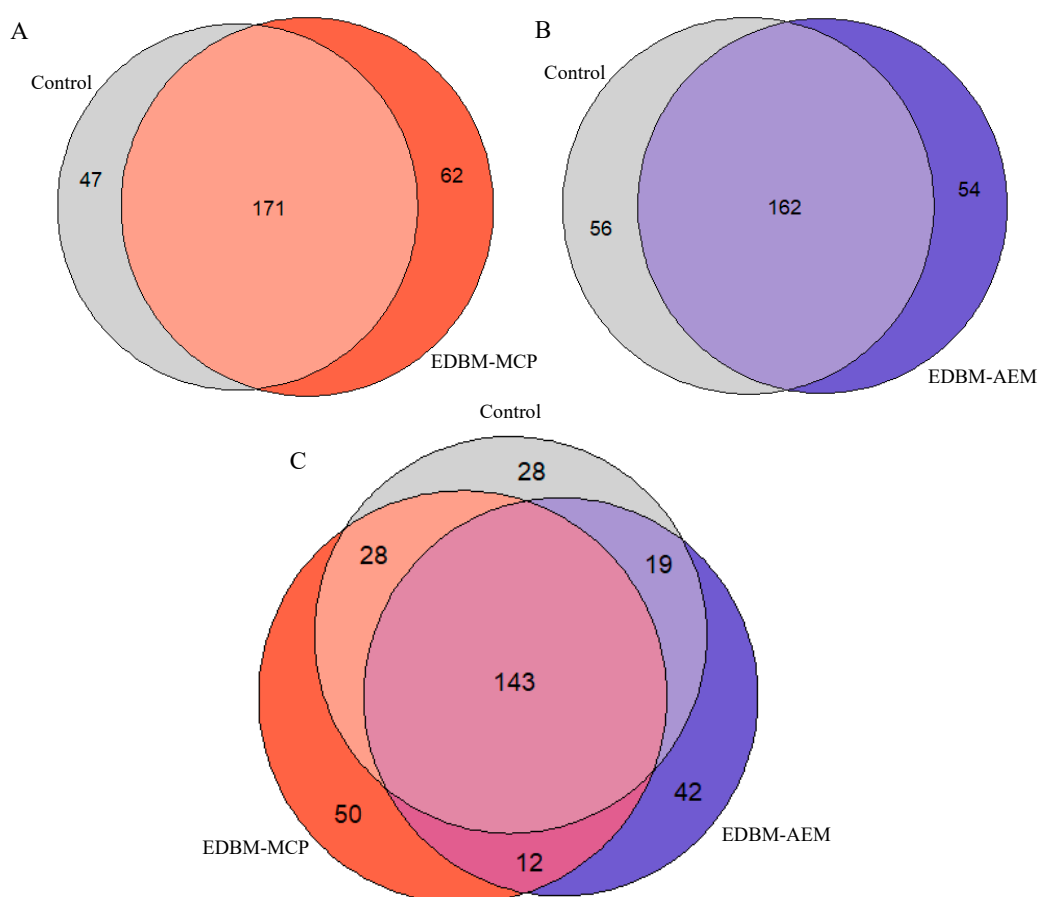 A
Control
47
171
62
EDBM-MCP
B
Control
56
162
54
EDBM-AEM
C
Control
28
28
19
143
50
42
12
EDBM-MCP
EDBM-AEM